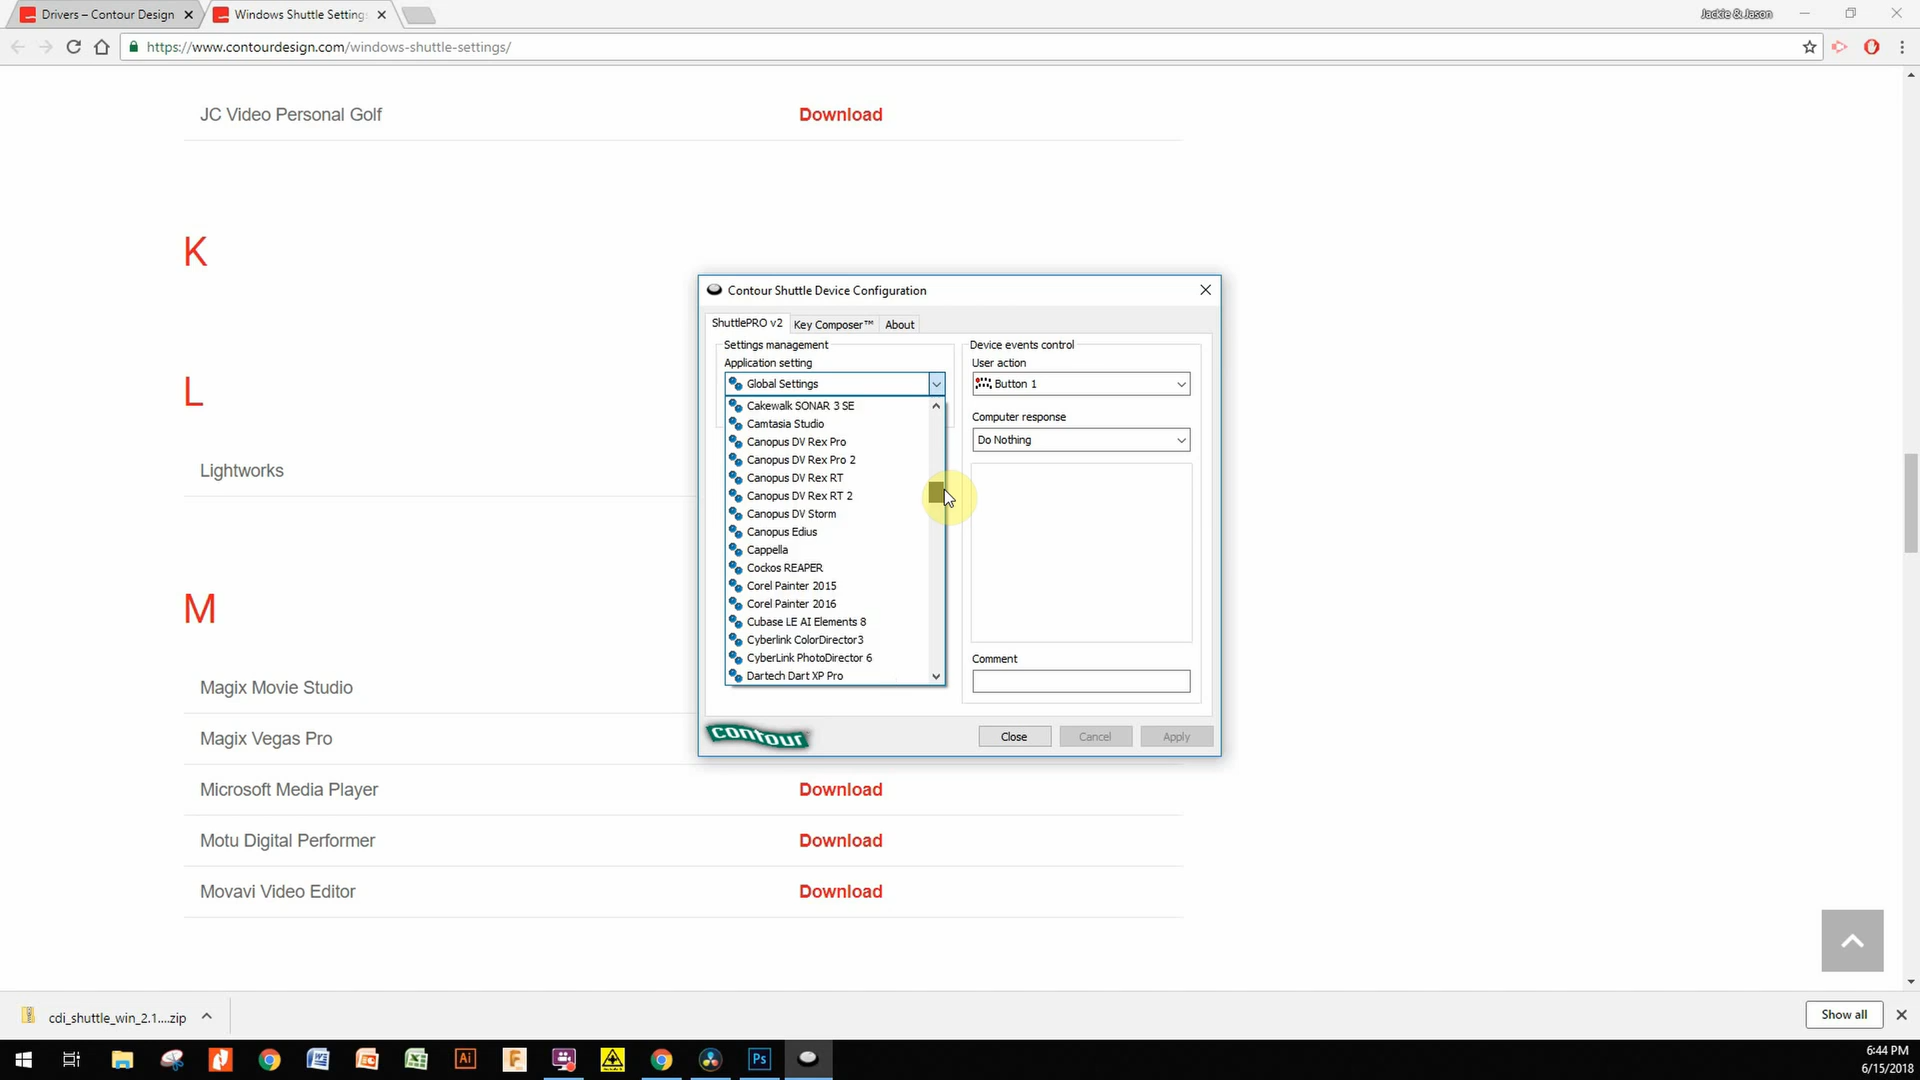 Drivers – Contour Design
Windows Shuttle Setting
Jackie & Jason
https://www.contourdesign.com/windows-shuttle-settings/
JC Video Personal Golf
Download
K
L
Lightworks
M
Magix Movie Studio
Magix Vegas Pro
Microsoft Media Player
Download
Motu Digital Performer
Download
Movavi Video Editor
Download
Contour Shuttle Device Configuration
ShuttlePRO v2
Key Composer™
About
Settings management
Application setting
Global Settings
Cakewalk SONAR 3 SE
Camtasia Studio
Canopus DV Rex Pro
Canopus DV Rex Pro 2
Canopus DV Rex RT
Canopus DV Rex RT 2
Canopus DV Storm
Canopus Edius
Cappella
Cockos REAPER
Corel Painter 2015
Corel Painter 2016
Cubase LE AI Elements 8
Cyberlink ColorDirector3
CyberLink PhotoDirector 6
Dartech Dart XP Pro
Device events control
User action
Button 1
Computer response
Do Nothing
Comment
contour
Close
Cancel
Apply
cdi_shuttle_win_2.1....zip
Show all
Ai
F
Ps
6:44 PM
6/15/2018